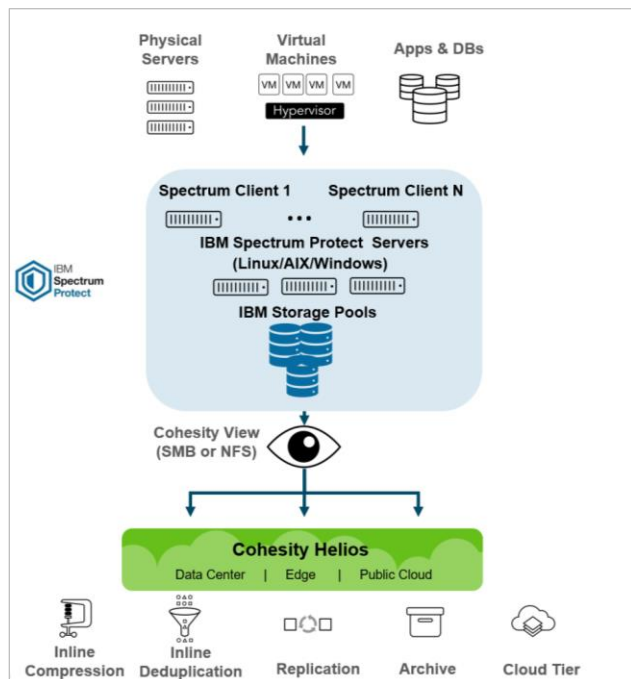 Physical
Servers
Virtual
Machines
Apps & DBs
VM VM VM VM
Hypervisor
Spectrum Client 1
Spectrum Client N
IBM Spectrum Protect Servers
(Linux/AIX/Windows)
IBM Storage Pools
IBM
Spectrum
Protect
Cohesity View
(SMB or NFS)
Cohesity Helios
Data Center | Edge | Public Cloud
Inline
Compression
Inline
Deduplication
Replication
Archive
Cloud Tier